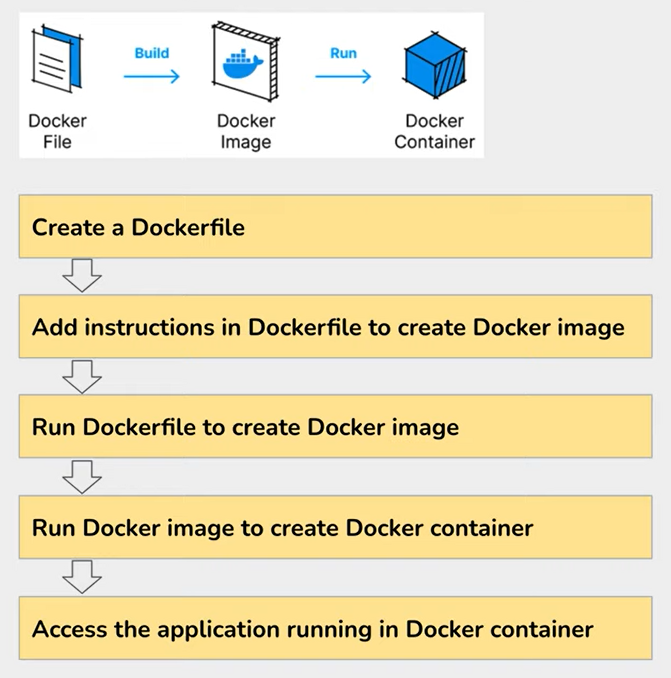 Build
Run
Docker
File
Docker
Image
Docker
Container
Create a Dockerfile
Add instructions in Dockerfile to create Docker image
Run Dockerfile to create Docker image
Run Docker image to create Docker container
Access the application running in Docker container